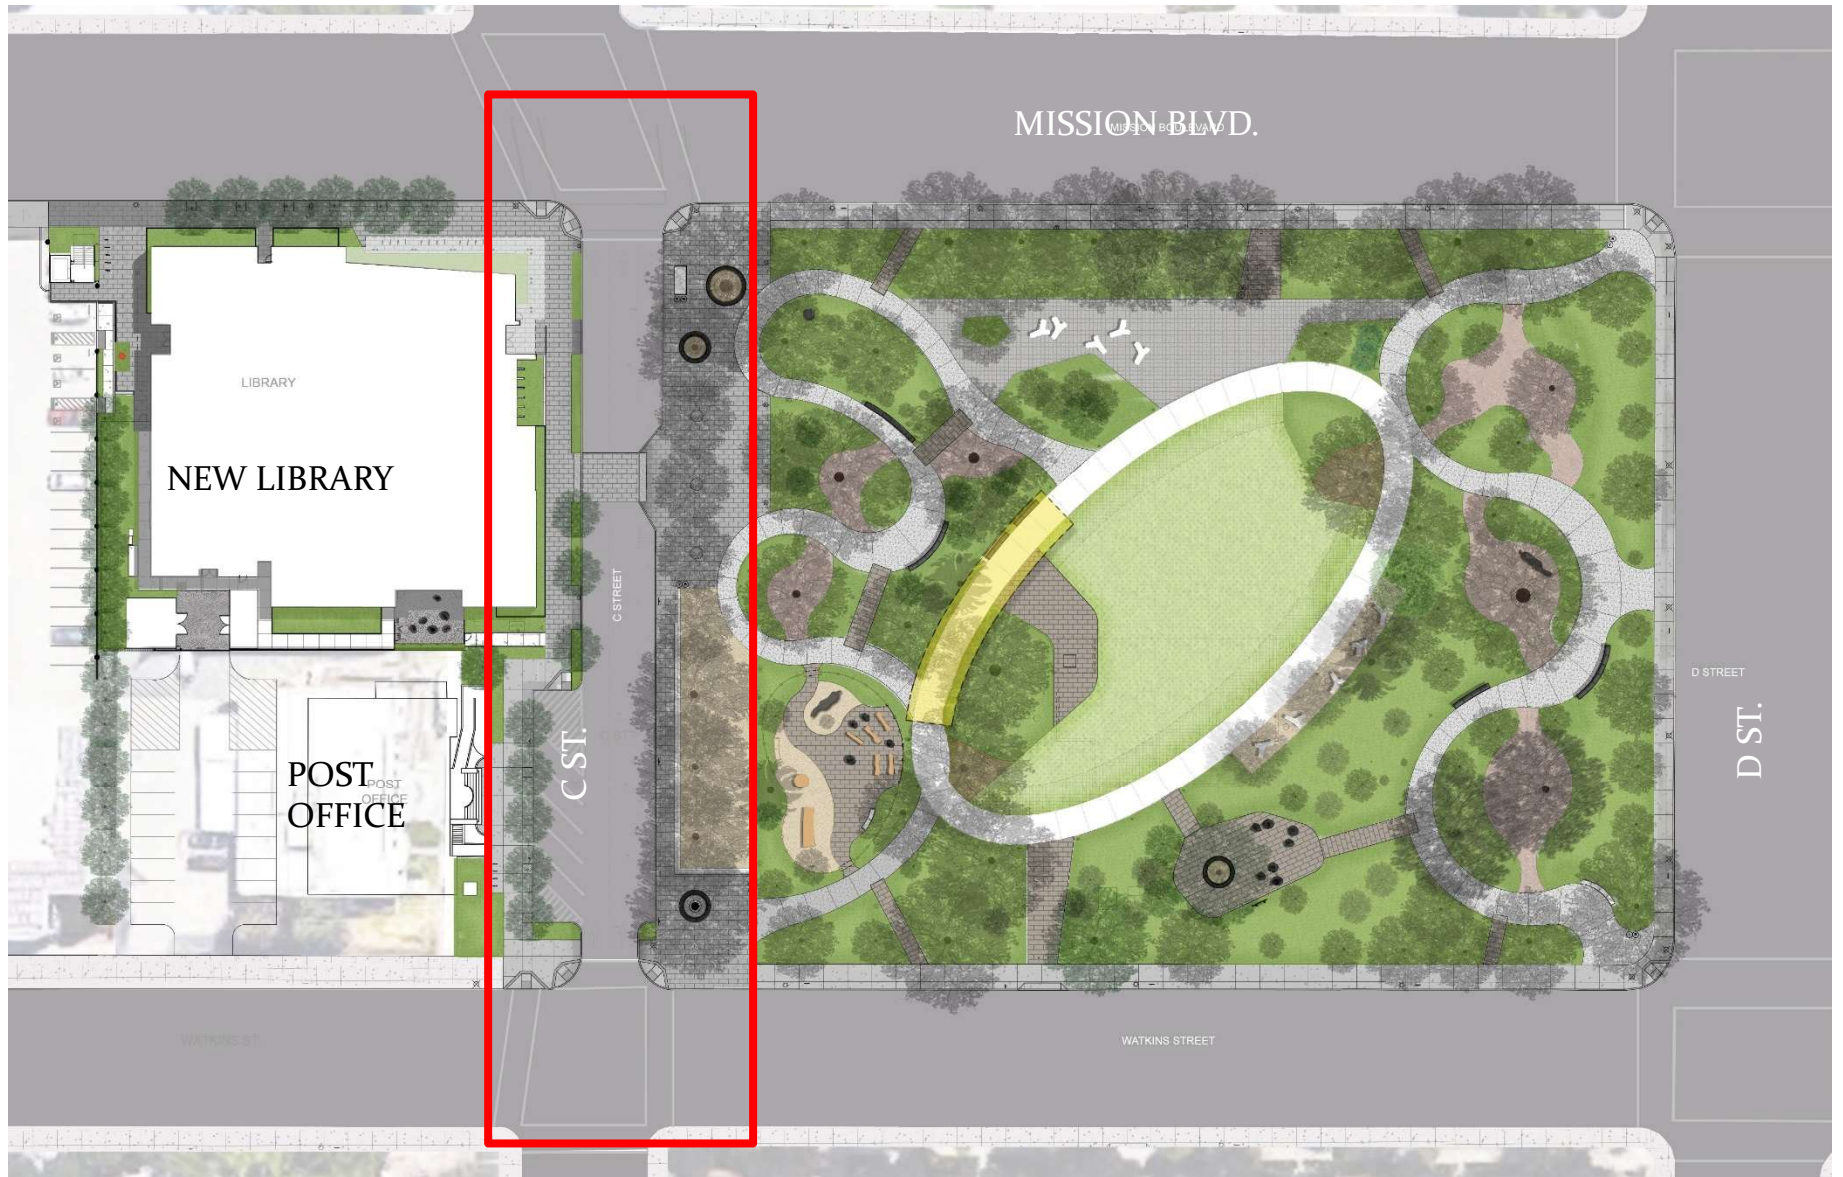 MISSION BLVD.
MISSION BOULEVARD
LIBRARY
NEW LIBRARY
C STREET
D STREET
D ST.
C ST.
POST
OFFICE
POST
OFFICE
WATKINS ST.
WATKINS STREET